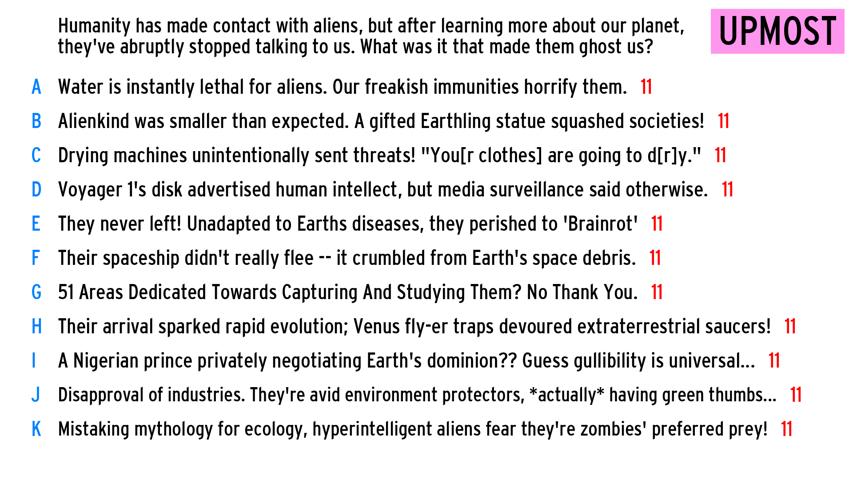 Humanity has made contact with aliens, but after learning more about our planet,
they've abruptly stopped talking to us. What was it that made them ghost us?
UPMOST
A Water is instantly lethal for aliens. Our freakish immunities horrify them. 11
B Alienkind was smaller than expected. A gifted Earthling statue squashed societies! 11
C Drying machines unintentionally sent threats! "You[r clothes] are going to d[r]y." 11
D Voyager 1's disk advertised human intellect, but media surveillance said otherwise. 11
E They never left! Unadapted to Earths diseases, they perished to 'Brainrot' 11
F Their spaceship didn't really flee -- it crumbled from Earth's space debris. 11
G 51 Areas Dedicated Towards Capturing And Studying Them? No Thank You. 11
H Their arrival sparked rapid evolution; Venus fly-er traps devoured extraterrestrial saucers! 11
I A Nigerian prince privately negotiating Earth's dominion?? Guess gullibility is universal... 11
J Disapproval of industries. They're avid environment protectors, *actually* having green thumbs... 11
K Mistaking mythology for ecology, hyperintelligent aliens fear they're zombies' preferred prey! 11